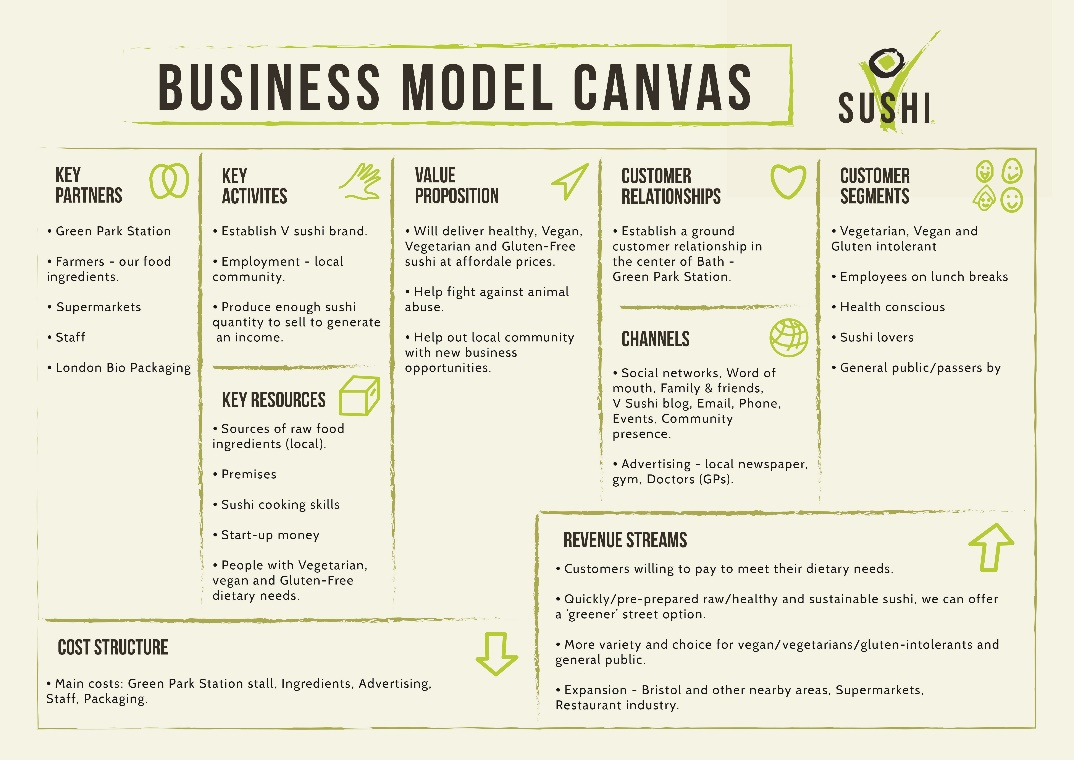 BUSINESS MODEL CANVAS
SUSHI
KEY
PARTNERS
• Green Park Station
• Farmers - our food
ingredients.
• Supermarkets
• Staff
• London Bio Packaging
KEY
ACTIVITES
• Establish V sushi brand.
• Employment - local
community.
• Produce enough sushi
quantity to sell to generate
an income.
KEY RESOURCES
• Sources of raw food
ingredients (local).
• Premises
• Sushi cooking skills
• Start-up money
• People with Vegetarian,
vegan and Gluten-Free
dietary needs.
VALUE
PROPOSITION
• Will deliver healthy, Vegan,
Vegetarian and Gluten-Free
sushi at affordale prices.
• Help fight against animal
abuse.
• Help out local community
with new business
opportunities.
CUSTOMER
RELATIONSHIPS
• Establish a ground
customer relationship in
the center of Bath -
Green Park Station.
CHANNELS
• Social networks, Word of
mouth, Family & friends,
V Sushi blog, Email, Phone,
Events, Community
presence.
• Advertising - local newspaper,
gym, Doctors (GPs).
CUSTOMER
SEGMENTS
• Vegetarian, Vegan and
Gluten intolerant
• Employees on lunch breaks
• Health conscious
• Sushi lovers
• General public/passers by
COST STRUCTURE
• Main costs: Green Park Station stall, Ingredients, Advertising,
Staff, Packaging.
REVENUE STREAMS
• Customers willing to pay to meet their dietary needs.
• Quickly/pre-prepared raw/healthy and sustainable sushi, we can offer
a 'greener' street option.
• More variety and choice for vegan/vegetarians/gluten-intolerants and
general public.
• Expansion - Bristol and other nearby areas, Supermarkets,
Restaurant industry.